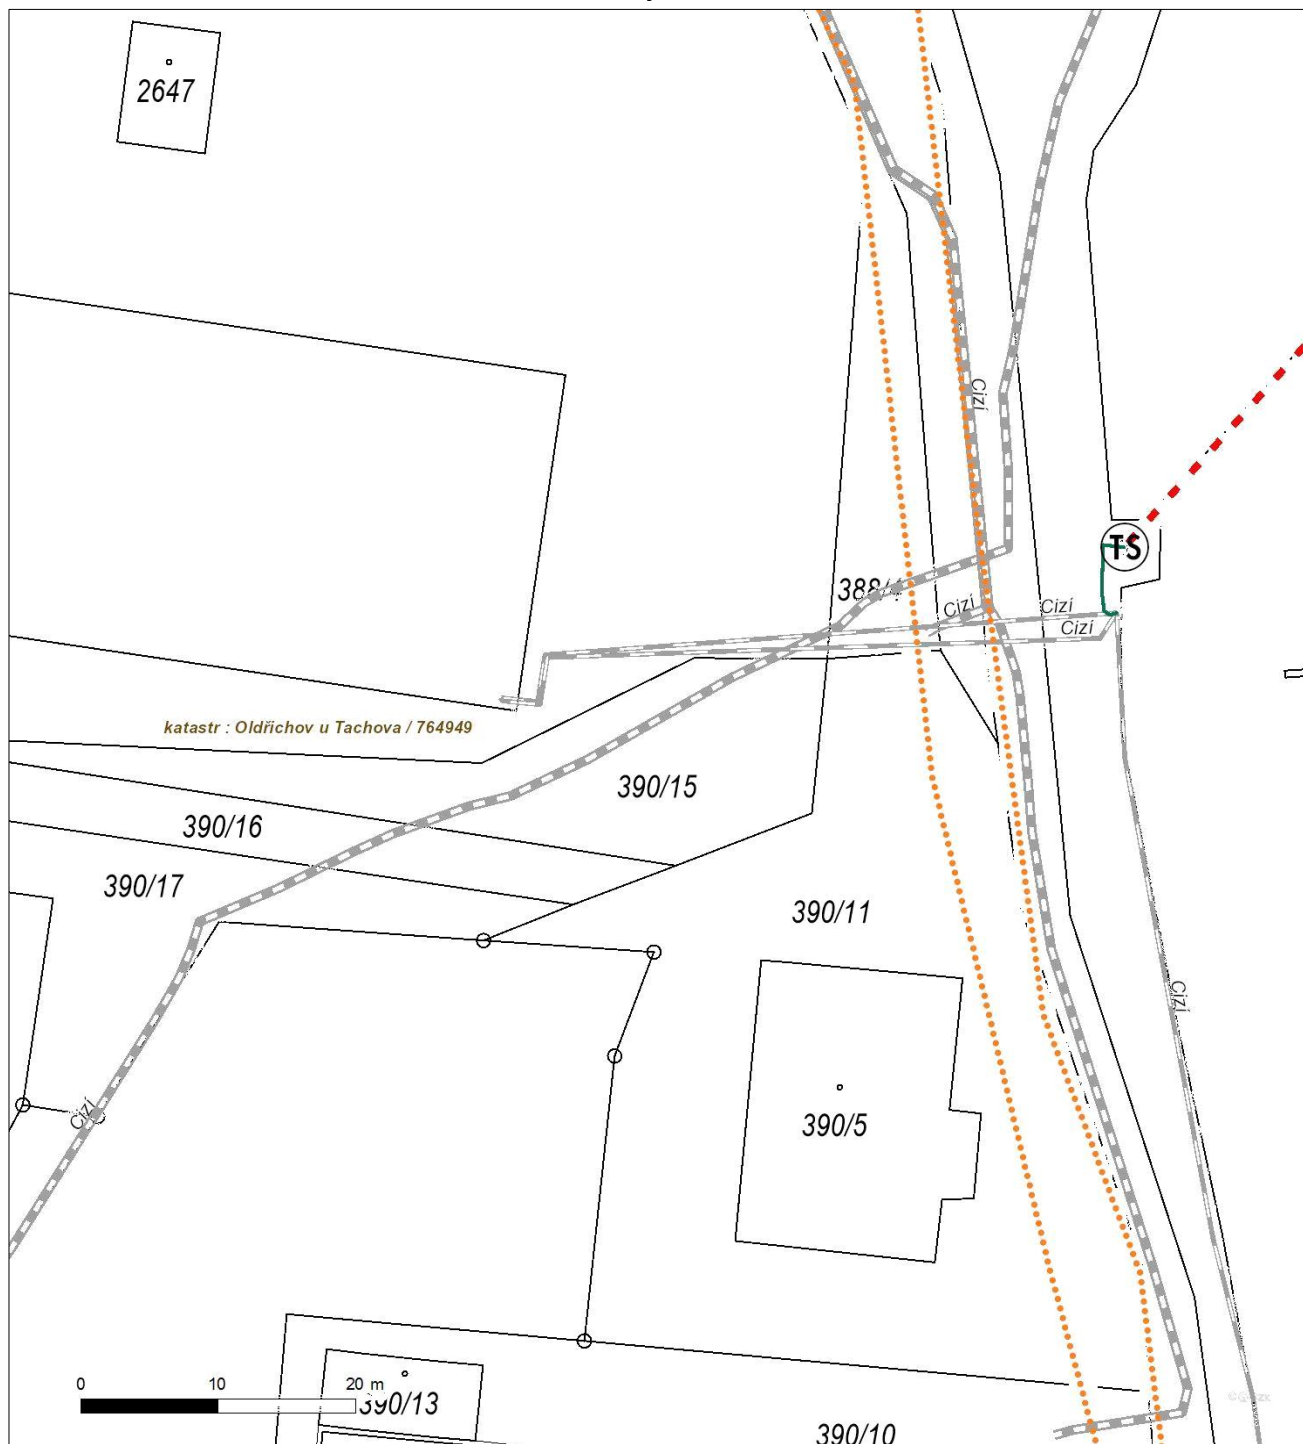 2647
Cizí
TS
388/4
Cizí
Cizí
Cizí
katastr : Oldřichov u Tachova / 764949
390/15
390/16
390/17
390/11
Cizí
Cizí
390/5
0 10 20 m
390/13
390/10